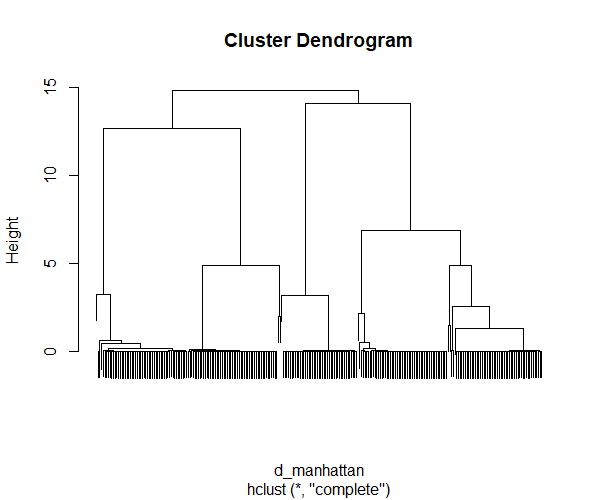 Cluster Dendrogram
Height
15
10
5
0
d_manhattan
hclust (*, "complete")